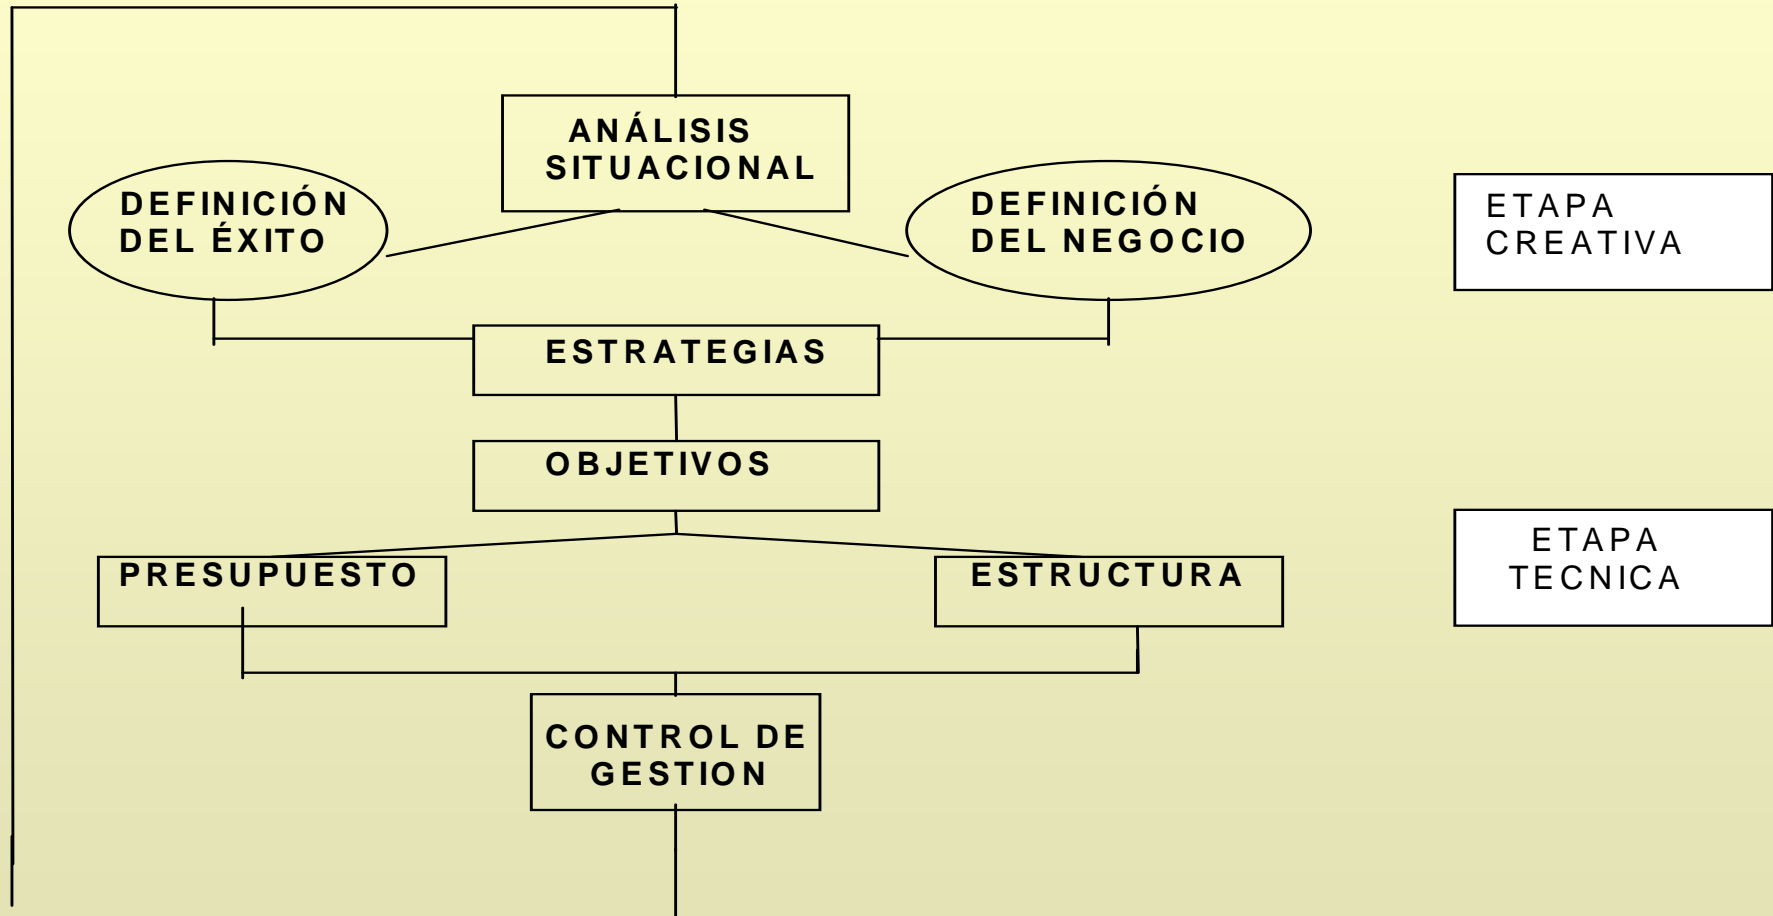 ANÁLISIS
SITUACIONAL
DEFINICIÓN
DEL ÉXITO
DEFINICIÓN
DEL NEGOCIO
ETAPA
CREATIVA
ESTRATEGIAS
OBJETIVOS
PRESUPUESTO
ESTRUCTURA
ETAPA
TECNICA
CONTROL DE
GESTION